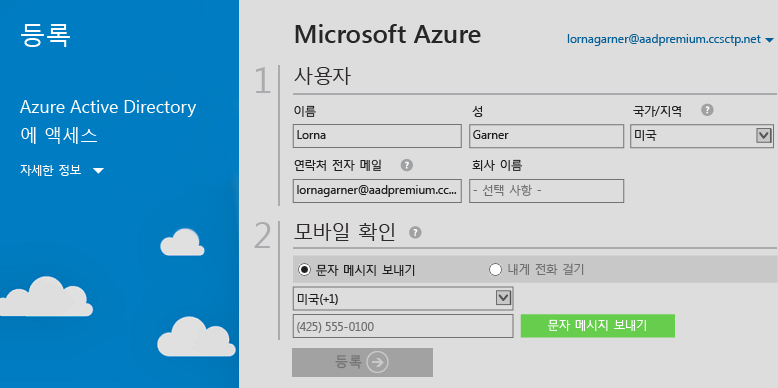 등록
Azure Active Directory
에 액세스
자세한 정보
Microsoft Azure
lornagarner@aadpremium.ccsctp.net
1 사용자
이름 성 국가/지역 ?
Lorna Garner 미국
연락처 전자 메일 ? 회사 이름
lornagarner@aadpremium.cc... - 선택 사항 -
2 모바일 확인 ?
문자 메시지 보내기 내게 전화 걸기
미국(+1)
(425) 555-0100 문자 메시지 보내기
등록